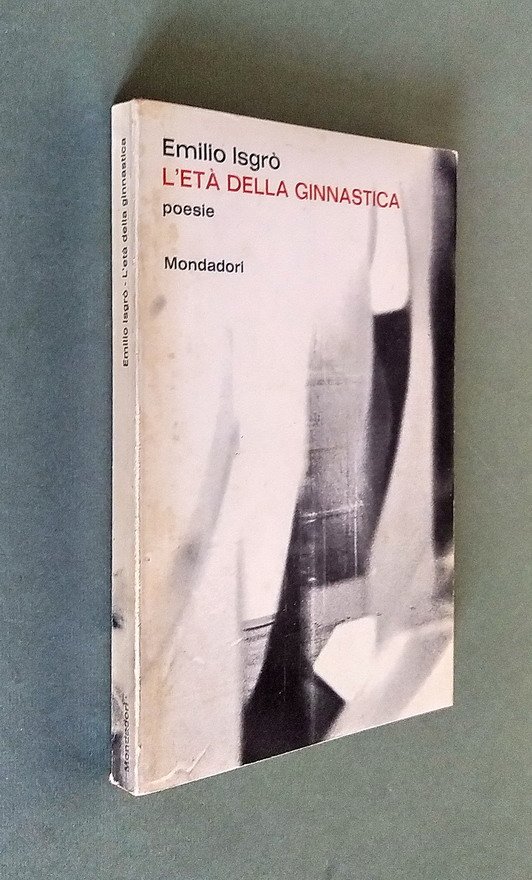 Emilio Isgrò
L'ETÀ DELLA GINNASTICA
poesie
Mondadori
Emilio Isgrò - L'età della ginnastica
Mondadori